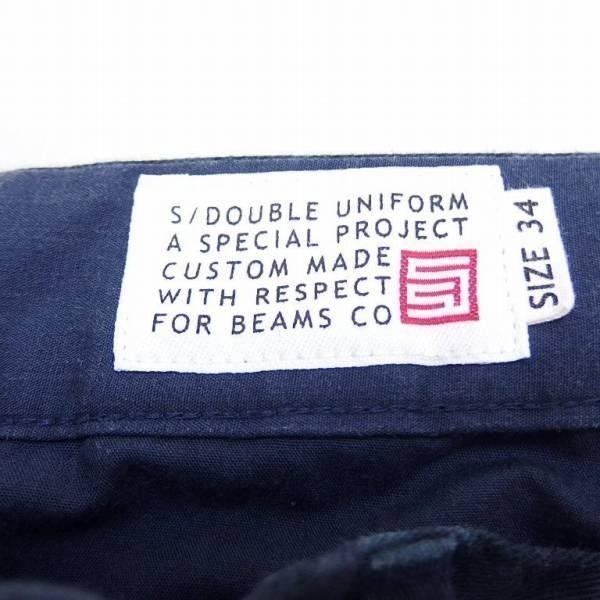 S/DOUBLE UNIFORM
A SPECIAL PROJECT
CUSTOM MADE
WITH RESPECT
FOR BEAMS CO
SIZE 34